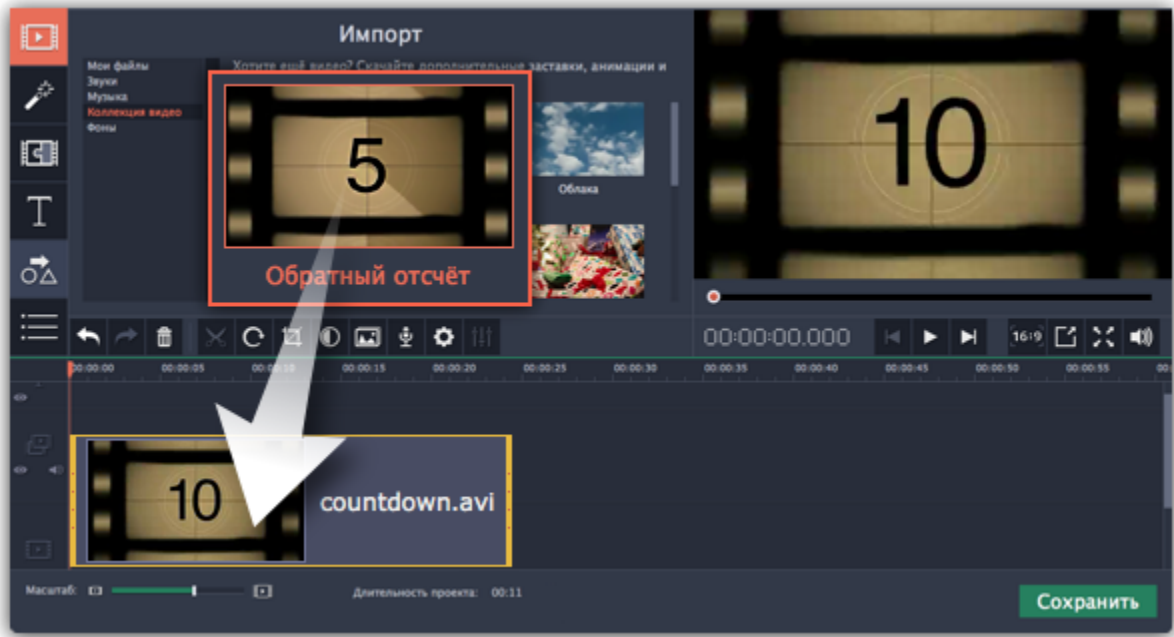 Импорт
Мои файлы
Звуки
Музыка
Коллекция видео
Фоны
Хотите ещё видео? Скачайте дополнительные заставки, анимации и
5
Обратный отсчёт
Облака
10
T
00:00:00.000
16:9
00:00:00 00:00:05 00:00:10 00:00:15 00:00:20 00:00:25 00:00:30 00:00:35 00:00:40 00:00:45 00:00:50 00:00:55
10
countdown.avi
Масштаб:
Длительность проекта: 00:11
Сохранить